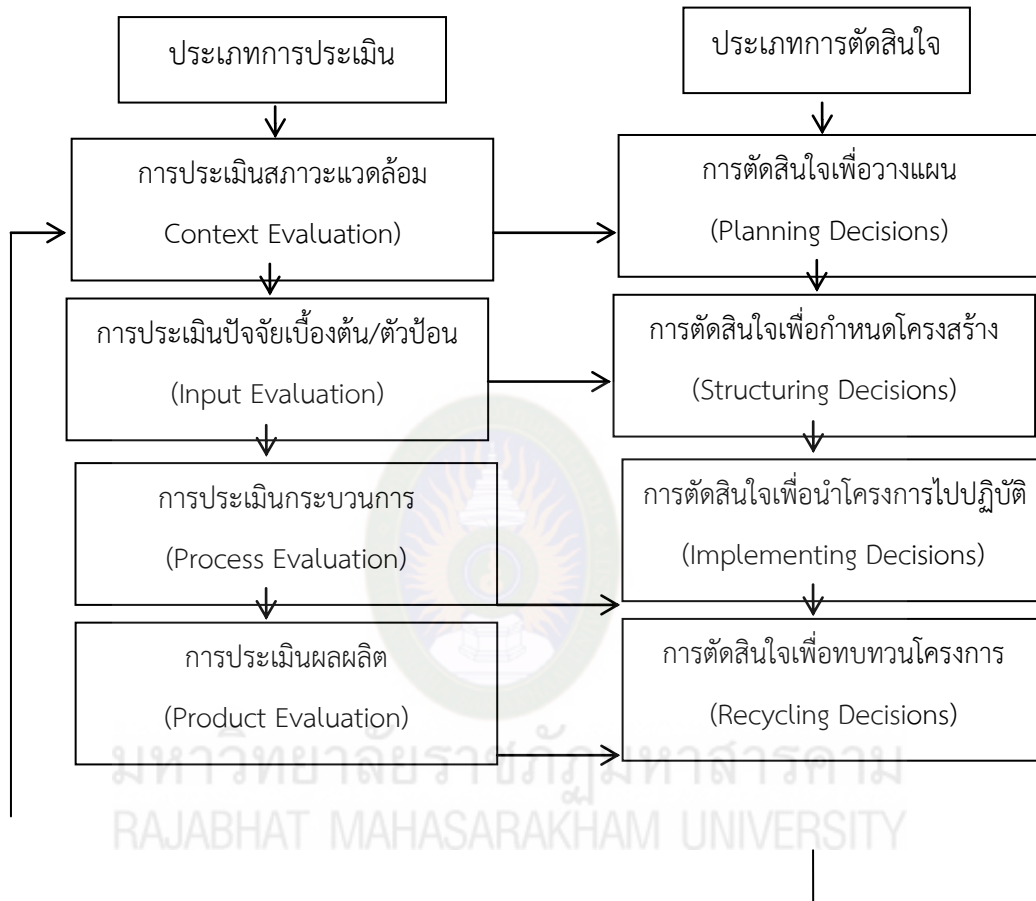 ประเภทการประเมิน
ประเภทการตัดสินใจ
การประเมินสภาวะแวดล้อม
Context Evaluation)
การตัดสินใจเพื่อวางแผน
(Planning Decisions)
การประเมินปัจจัยเบื้องต้น/ตัวป้อน
(Input Evaluation)
การตัดสินใจเพื่อกำหนดโครงสร้าง
(Structuring Decisions)
การประเมินกระบวนการ
(Process Evaluation)
การตัดสินใจเพื่อนำโครงการไปปฏิบัติ
(Implementing Decisions)
การประเมินผลผลิต
(Product Evaluation)
การตัดสินใจเพื่อทบทวนโครงการ
(Recycling Decisions)
มหาวิทยาลัยราชภัฏมหาสารคาม
RAJABHAT MAHASARAKHAM UNIVERSITY